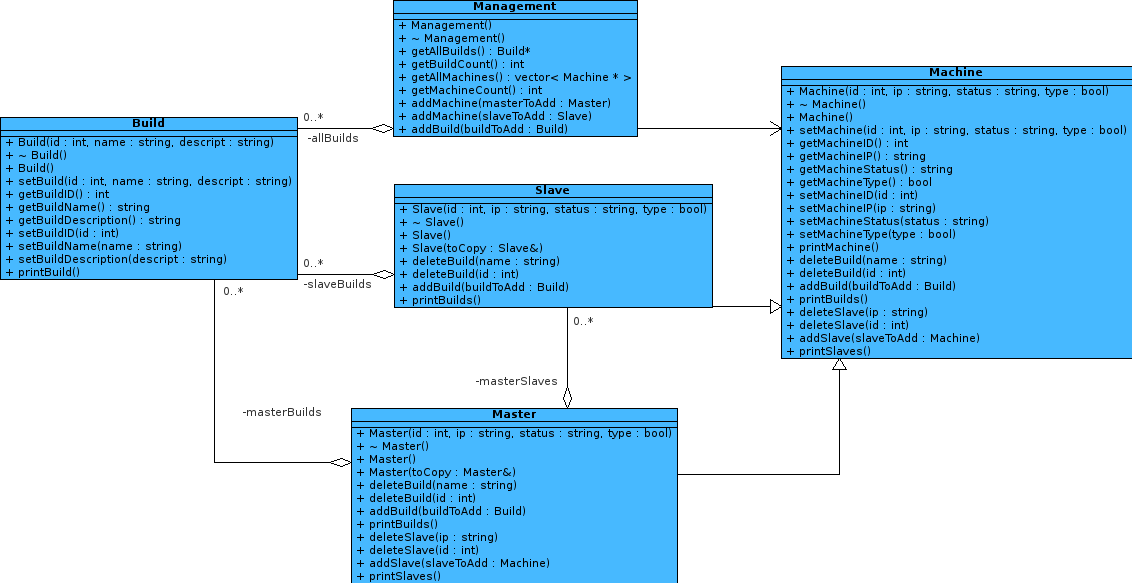 Management
+ Management()
+ ~ Management()
+ getAllBuilds() : Build*
+ getBuildCount() : int
+ getAllMachines() : vector< Machine * >
+ getMachineCount() : int
+ addMachine(masterToAdd : Master)
+ addMachine(slaveToAdd : Slave)
+ addBuild(buildToAdd : Build)
Machine
+ Machine(id : int, ip : string, status : string, type : bool)
+ ~ Machine()
+ Machine()
+ setMachine(id : int, ip : string, status : string, type : bool)
+ getMachineID() : int
+ getMachineIP() : string
+ getMachineStatus() : string
+ getMachineType() : bool
+ setMachineID(id : int)
+ setMachineIP(ip : string)
+ setMachineStatus(status : string)
+ setMachineType(type : bool)
+ printMachine()
+ deleteBuild(name : string)
+ deleteBuild(id : int)
+ addBuild(buildToAdd : Build)
+ printBuilds()
+ deleteSlave(ip : string)
+ deleteSlave(id : int)
+ addSlave(slaveToAdd : Machine)
+ printSlaves()
Build
+ Build(id : int, name : string, descript : string)
+ ~ Build()
+ Build()
+ setBuild(id : int, name : string, descript : string)
+ getBuildID() : int
+ getBuildName() : string
+ getBuildDescription() : string
+ setBuildID(id : int)
+ setBuildName(name : string)
+ setBuildDescription(descript : string)
+ printBuild()
0..*
-allBuilds
0..*
-slaveBuilds
0..*
-masterBuilds
Slave
+ Slave(id : int, ip : string, status : string, type : bool)
+ ~ Slave()
+ Slave()
+ Slave(toCopy : Slave&)
+ deleteBuild(name : string)
+ deleteBuild(id : int)
+ addBuild(buildToAdd : Build)
+ printBuilds()
0..*
-masterSlaves
Master
+ Master(id : int, ip : string, status : string, type : bool)
+ ~ Master()
+ Master()
+ Master(toCopy : Master&)
+ deleteBuild(name : string)
+ deleteBuild(id : int)
+ addBuild(buildToAdd : Build)
+ printBuilds()
+ deleteSlave(ip : string)
+ deleteSlave(id : int)
+ addSlave(slaveToAdd : Machine)
+ printSlaves()